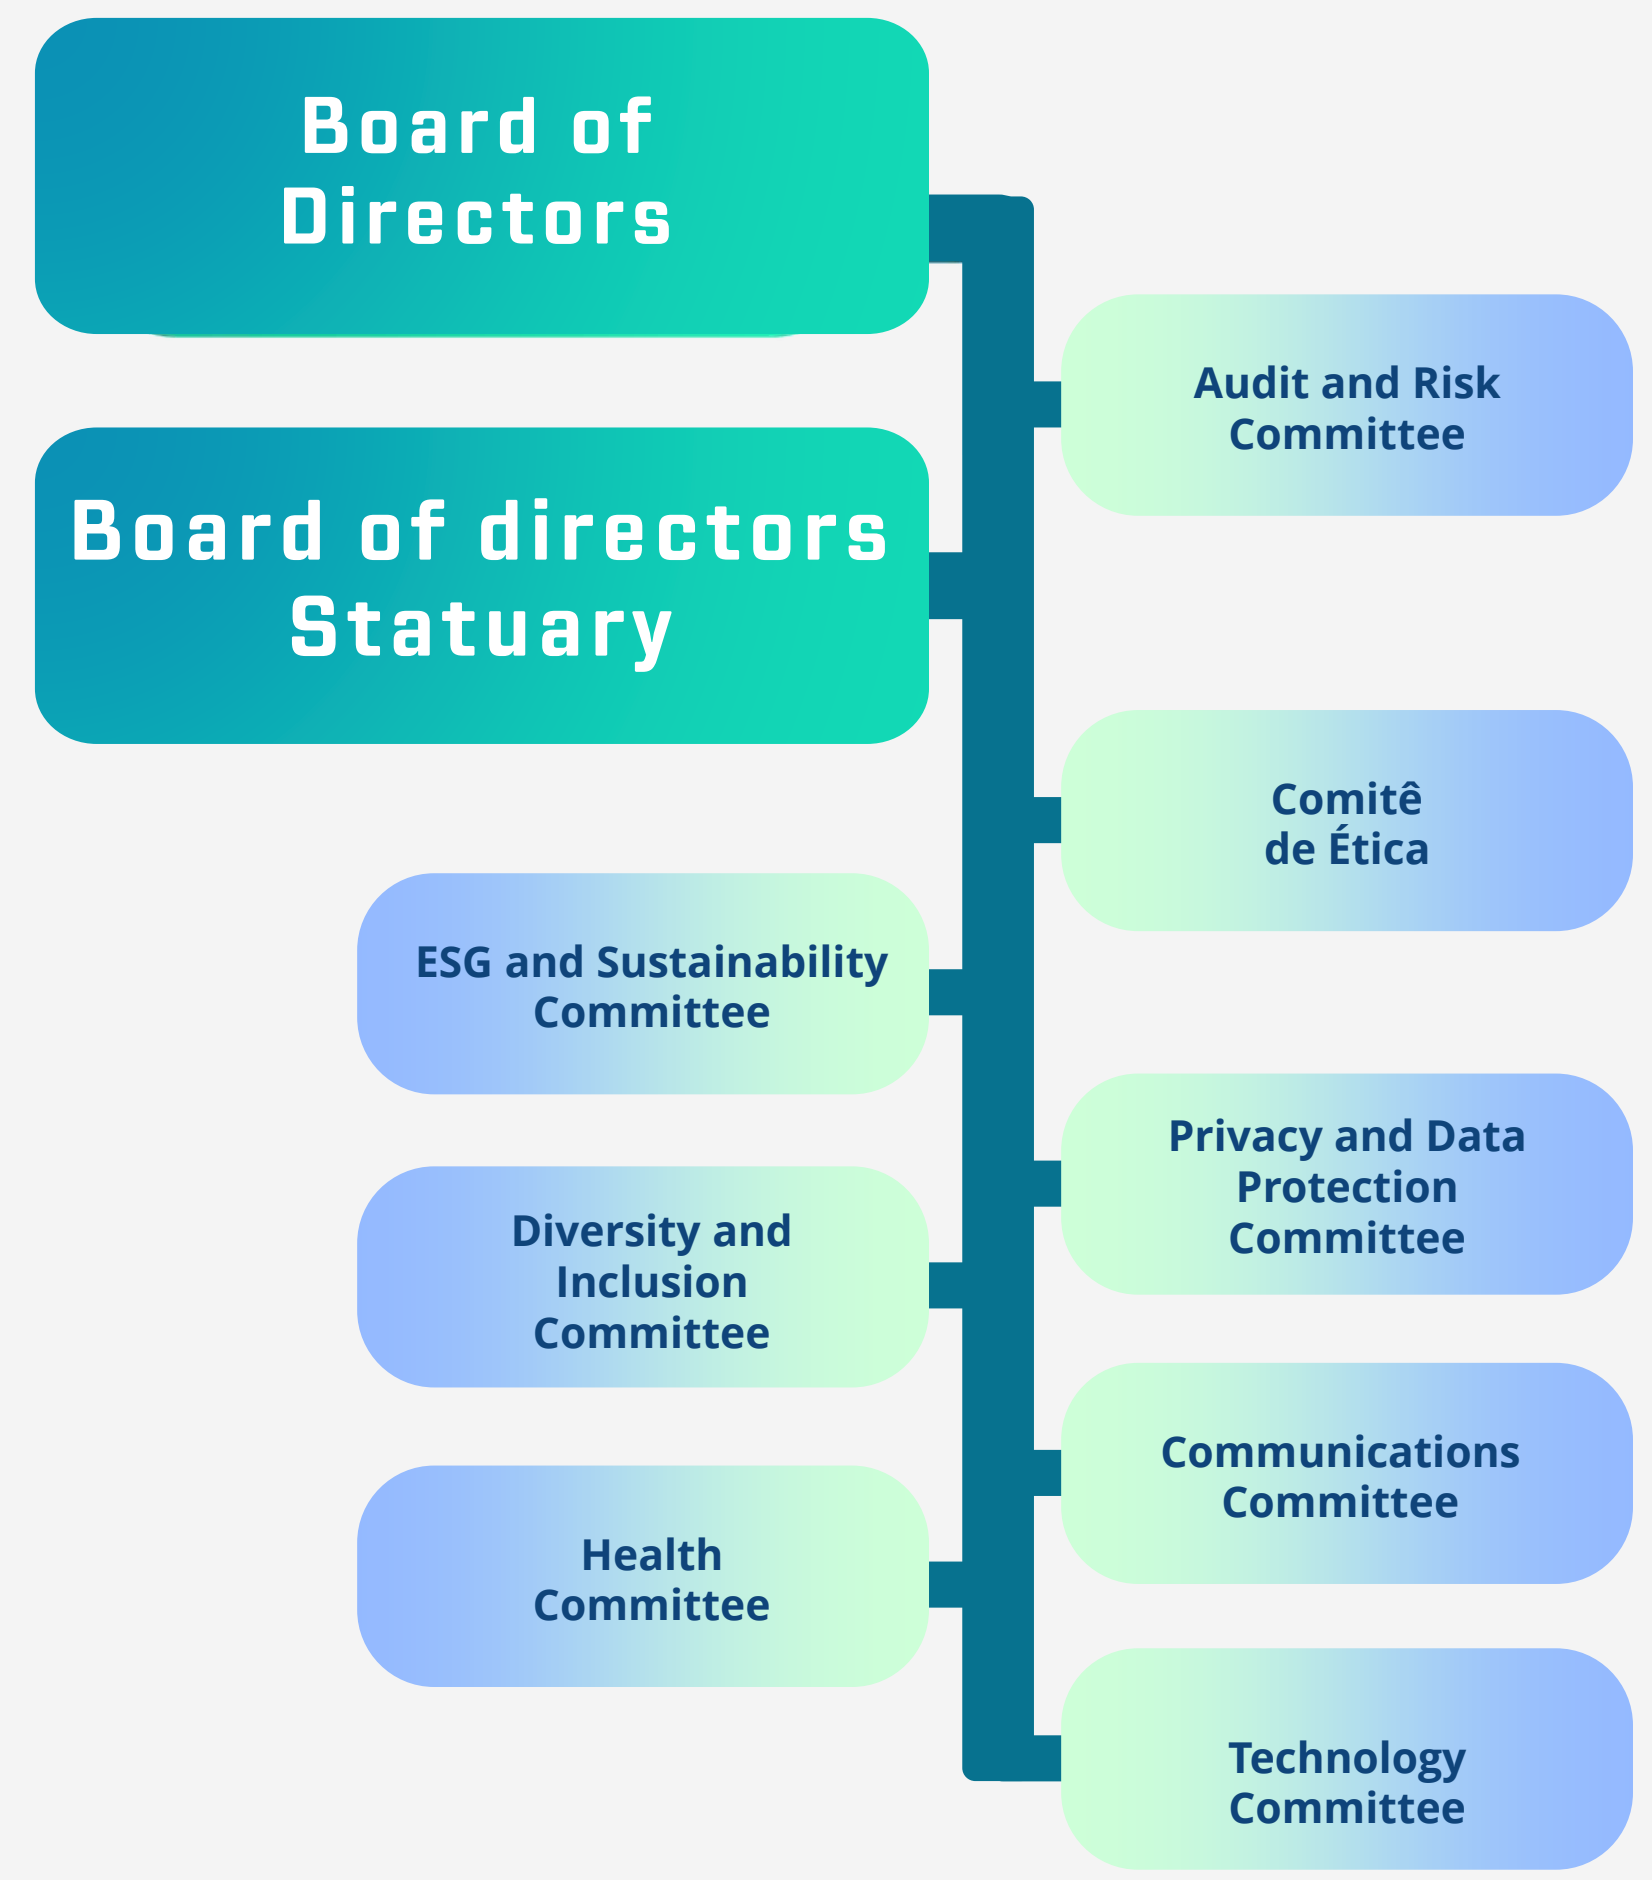 Board of
Directors
Audit and Risk
Committee
Board of directors
Statuary
Comitê
de Ética
ESG and Sustainability
Committee
Privacy and Data
Protection
Committee
Diversity and
Inclusion
Committee
Communications
Committee
Health
Committee
Technology
Committee